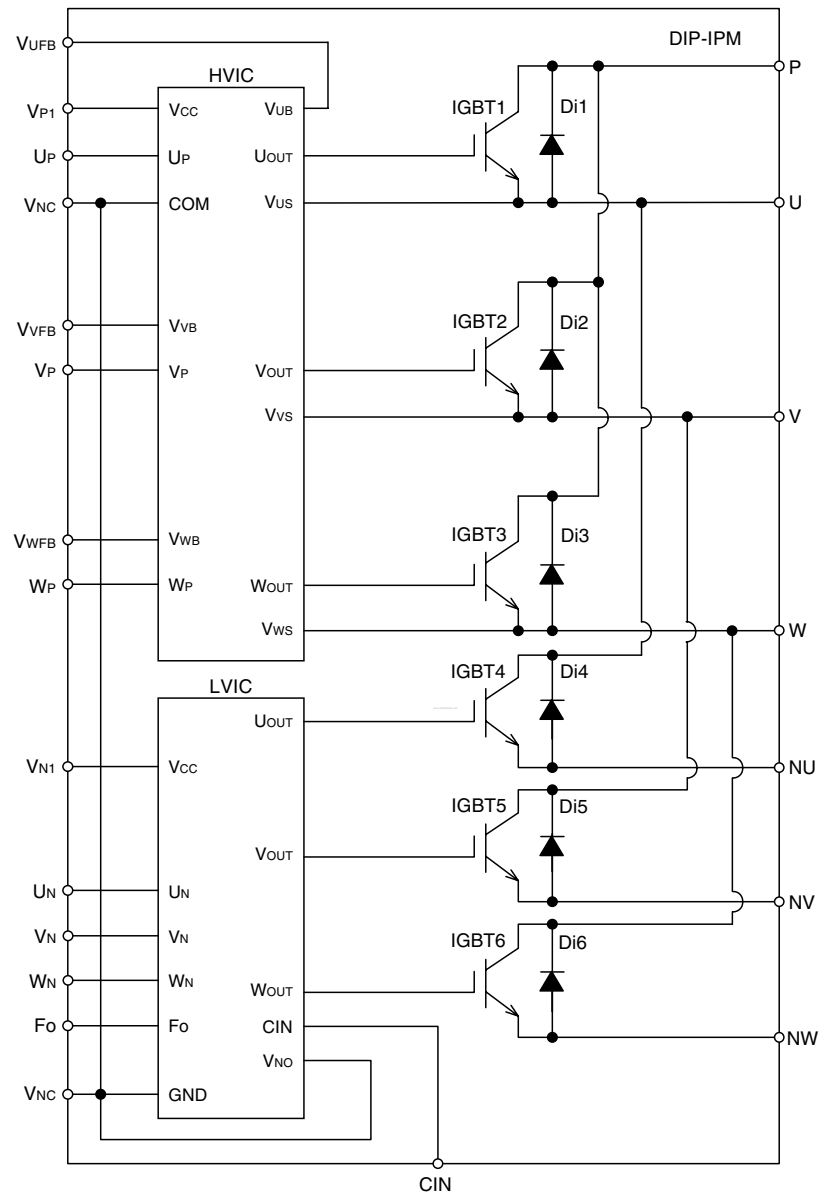 DIP-IPM
VUFB
HVIC
P
VP1
VCC
VUB
IGBT1
Di1
UP
UP
UOUT
VNC
COM
VUS
U
VVFB
VVB
IGBT2
Di2
VP
VP
VOUT
VVS
V
VWFB
VWB
IGBT3
Di3
WP
WP
WOUT
VWS
W
LVIC
IGBT4
Di4
UOUT
VN1
VCC
NU
IGBT5
Di5
VOUT
UN
UN
NV
VN
VN
IGBT6
Di6
WN
WN
WOUT
Fo
Fo
CIN
NW
VNO
VNC
GND
CIN